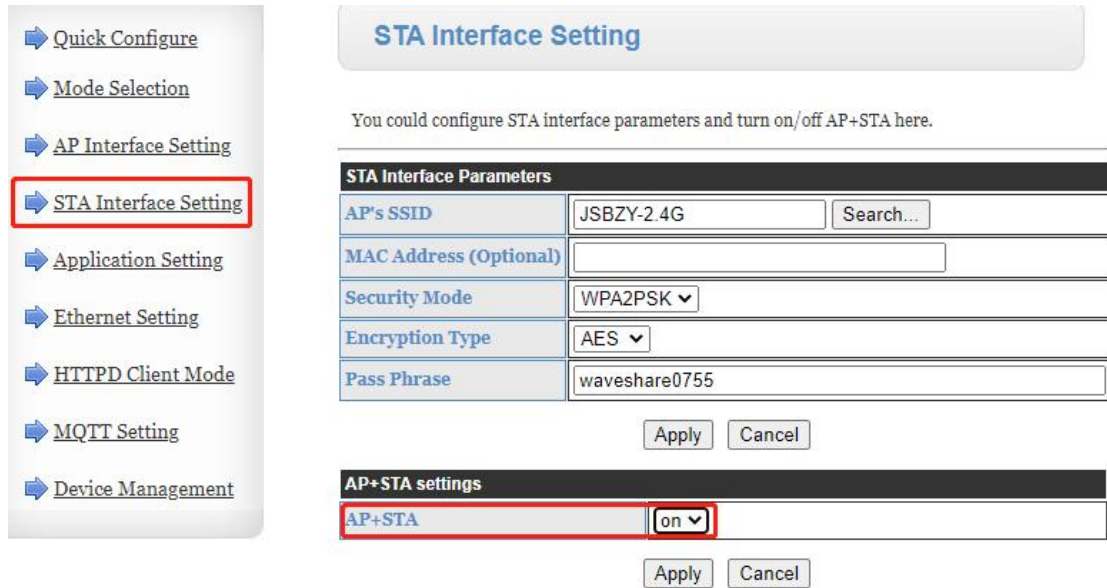 Quick Configure
Mode Selection
AP Interface Setting
STA Interface Setting
Application Setting
Ethernet Setting
HTTPD Client Mode
MQTT Setting
Device Management
STA Interface Setting
You could configure STA interface parameters and turn on/off AP+STA here.
STA Interface Parameters
AP's SSID JSBZY-2.4G Search...
MAC Address (Optional)
Security Mode WPA2PSK
Encryption Type AES
Pass Phrase waveshare0755
Apply Cancel
AP+STA settings
AP+STA on
Apply Cancel